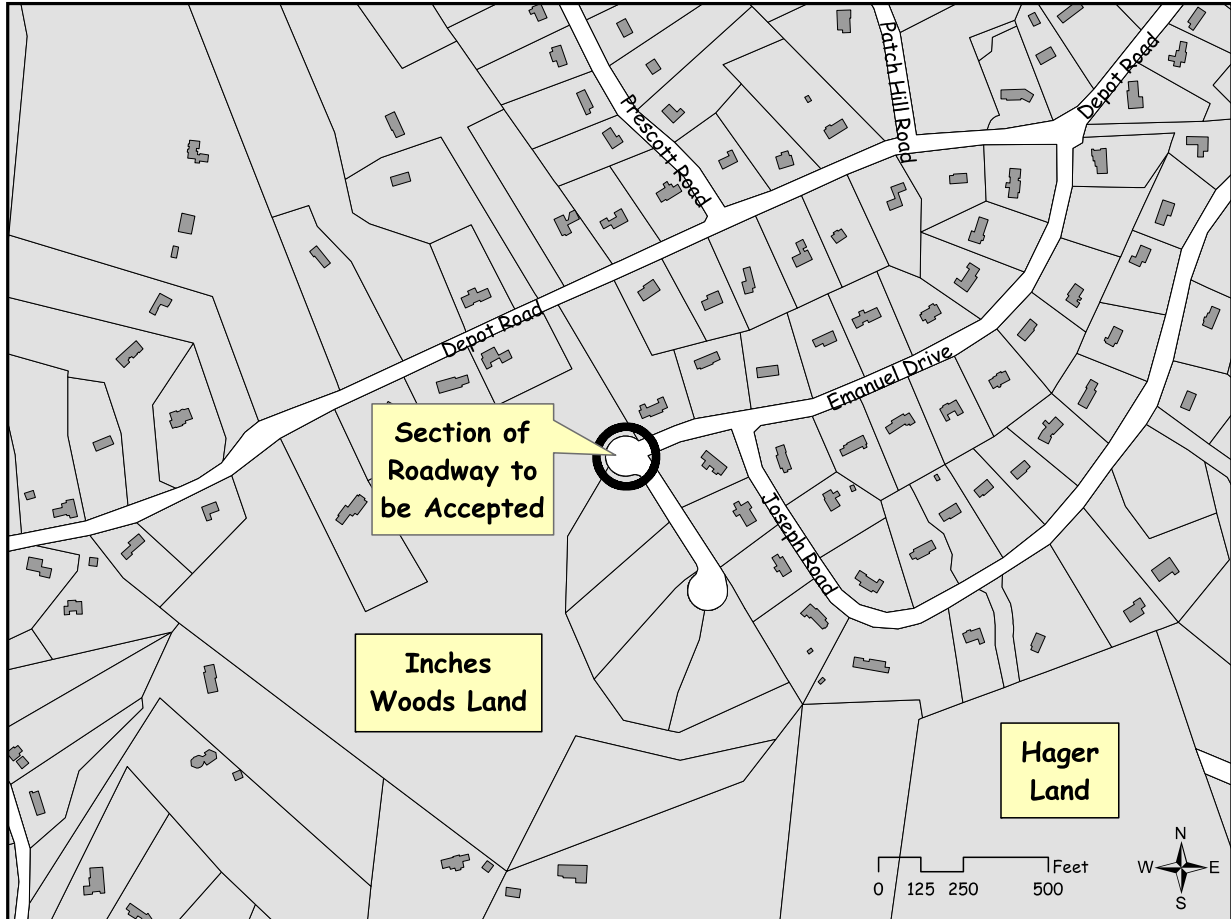 Patch Hill Road
Depot Road
Prescott Road
Depot Road
Emanuel Drive
Section of
Roadway to
be Accepted
Joseph Road
Inches
Woods Land
Hager
Land
N
W E
S
Feet
0 125 250 500